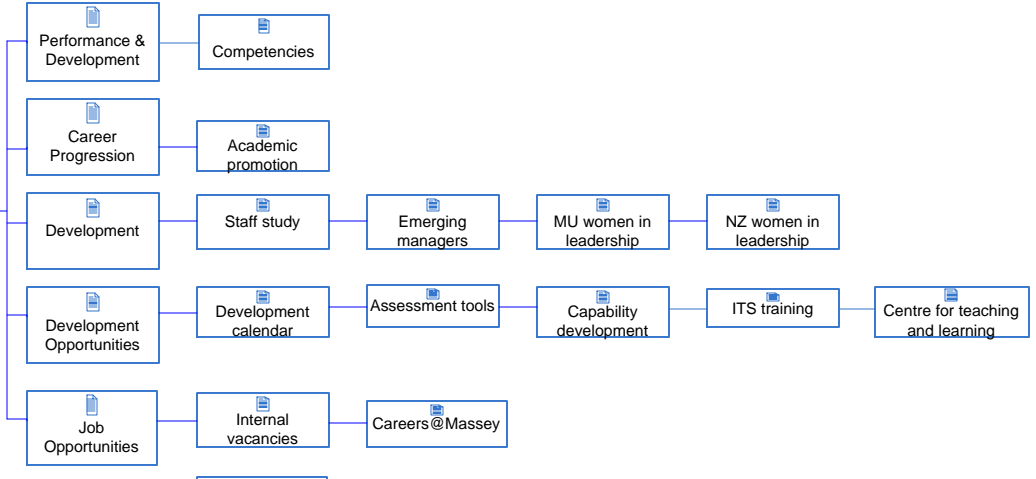 Performance &
Development
Competencies
Career
Progression
Academic
promotion
Development
Staff study
Emerging
managers
MU women in
leadership
NZ women in
leadership
Development
Opportunities
Development
calendar
Assessment tools
Capability
development
ITS training
Centre for teaching
and learning
Job
Opportunities
Internal
vacancies
Careers@Massey